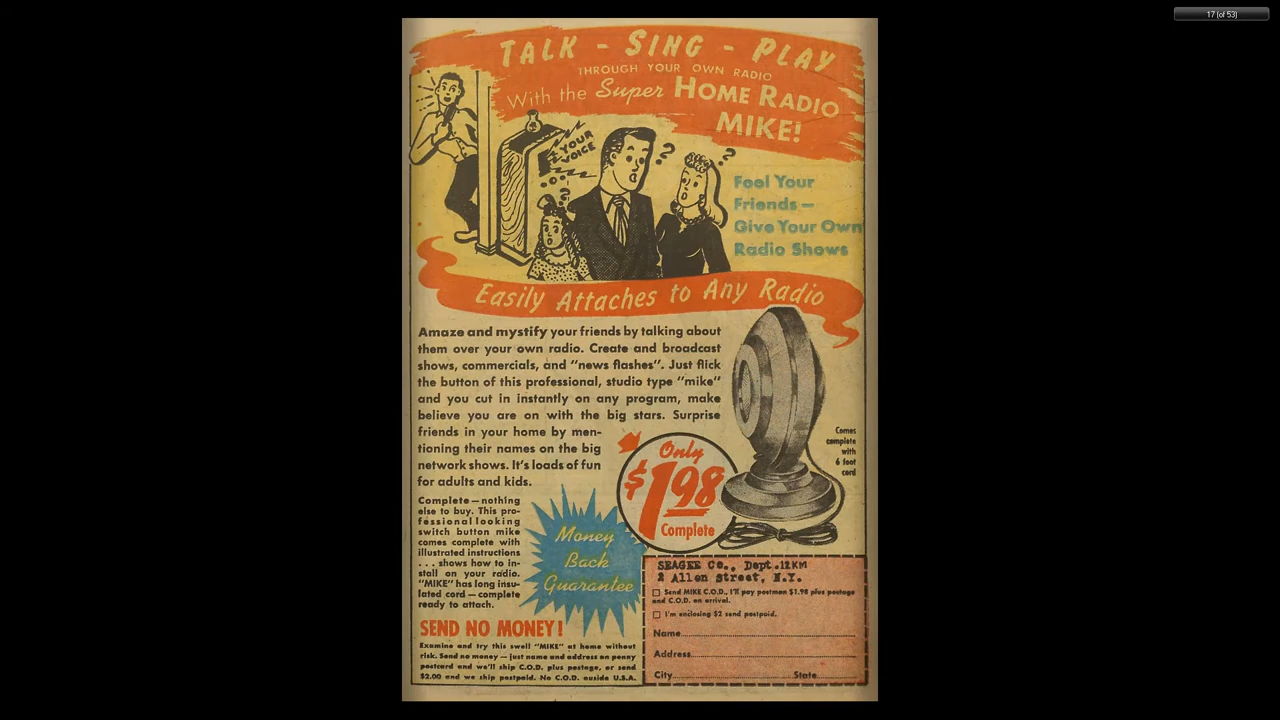 17 (of 53)
TALK - SING - PLAY
THROUGH YOUR OWN RADIO
With the Super HOME RADIO
MIKE!
YOUR
VOICE
? ?
?
Fool Your
Friends —
Give Your Own
Radio Shows
Easily Attaches to Any Radio
Amaze and mystify your friends by talking about
them over your own radio. Create and broadcast
shows, commercials, and "news flashes". Just flick
the button of this professional, studio type "mike"
and you cut in instantly on any program, make
believe you are on with the big stars. Surprise
friends in your home by men-
tioning their names on the big
network shows. It's loads of fun
for adults and kids.
Comes
complete
with
6 foot
cord
Only
$1.98
Complete
Complete — nothing
else to buy. This pro-
fessional looking
switch button mike
comes complete with
illustrated instructions
. . . shows how to in-
stall on your radio.
"MIKE" has long insu-
lated cord — complete
ready to attach.
Money
Back
Guarantee
SEND NO MONEY!
Examine and try this swell "MIKE" at home without
risk. Send no money — just name and address on penny
postcard and we'll ship C.O.D. plus postage, or send
$2.00 and we ship postpaid. No C.O.D. ouside U.S.A.
SEAGEE Co., Dept.12KM
2 Allen Street, N.Y.
Send MIKE C.O.D., I'll pay postman $1.98 plus postage
and C.O.D. on arrival.
I'm enclosing $2 send postpaid.
Name
Address
City State